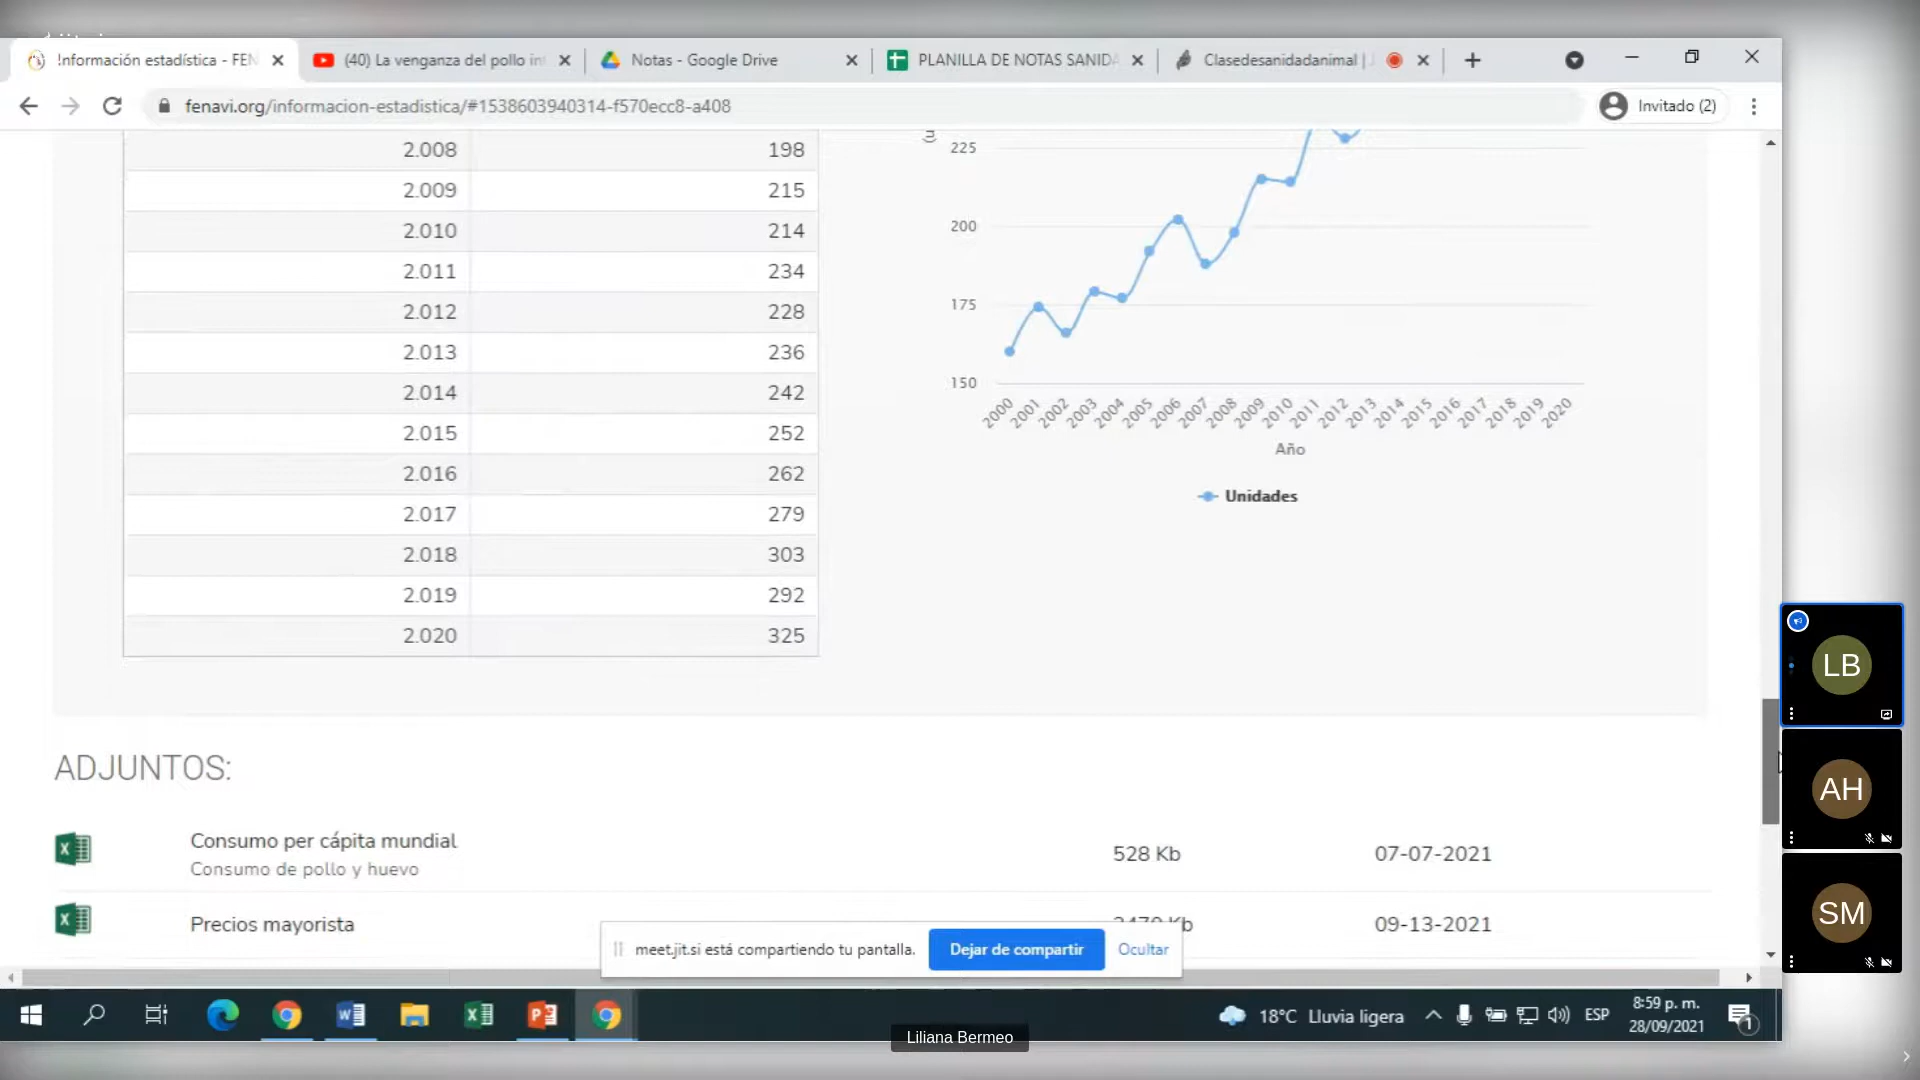 Información estadística - FEN
(40) La venganza del pollo in
Notas - Google Drive
PLANILLA DE NOTAS SANIDA
Clasedesanidadanimal |
fenavi.org/informacion-estadistica/#1538603940314-f570ecc8-a408
Invitado (2)
2.008 198
2.009 215
2.010 214
2.011 234
2.012 228
2.013 236
2.014 242
2.015 252
2.016 262
2.017 279
2.018 303
2.019 292
2.020 325
225
200
175
150
2000 2001 2002 2003 2004 2005 2006 2007 2008 2009 2010 2011 2012 2013 2014 2015 2016 2017 2018 2019 2020
Año
Unidades
ADJUNTOS:
Consumo per cápita mundial
Consumo de pollo y huevo
528 Kb
07-07-2021
Precios mayorista
Kb
09-13-2021
meet.jit.si está compartiendo tu pantalla.
Dejar de compartir
Ocultar
LB
AH
SM
18°C Lluvia ligera
ESP
8:59 p. m.
28/09/2021
1
Liliana Bermeo